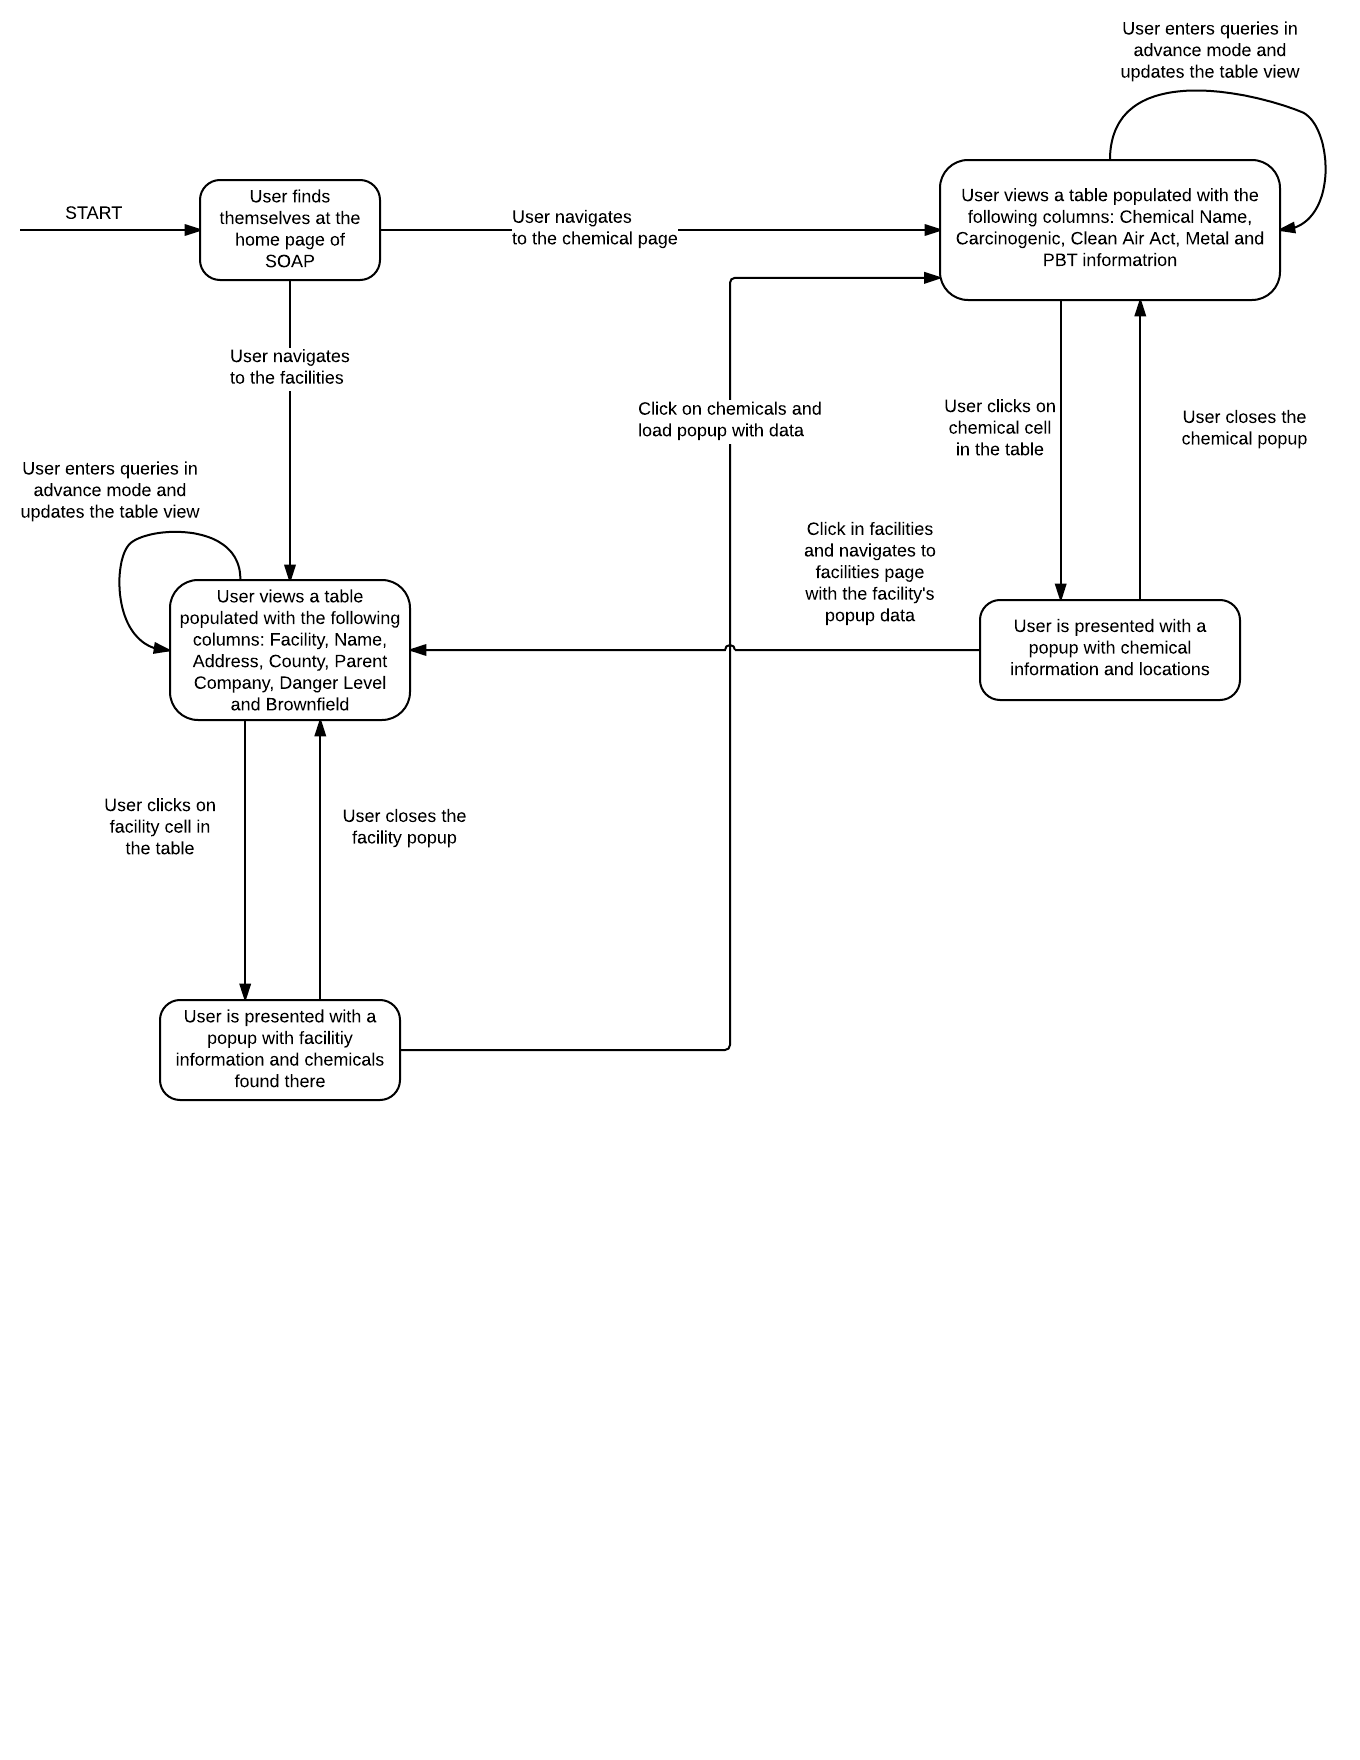 User enters queries in
advance mode and
updates the table view
START
User finds
themselves at the
home page of
SOAP
User navigates
to the chemical page
User views a table populated with the
following columns: Chemical Name,
Carcinogenic, Clean Air Act, Metal and
PBT informatrion
User navigates
to the facilities
Click on chemicals and
load popup with data
User clicks on
chemical cell
in the table
User closes the
chemical popup
User enters queries in
advance mode and
updates the table view
Click in facilities
and navigates to
facilities page
with the facility's
popup data
User views a table
populated with the following
columns: Facility, Name,
Address, County, Parent
Company, Danger Level
and Brownfield
User is presented with a
popup with chemical
information and locations
User clicks on
facility cell in
the table
User closes the
facility popup
User is presented with a
popup with facilitiy
information and chemicals
found there